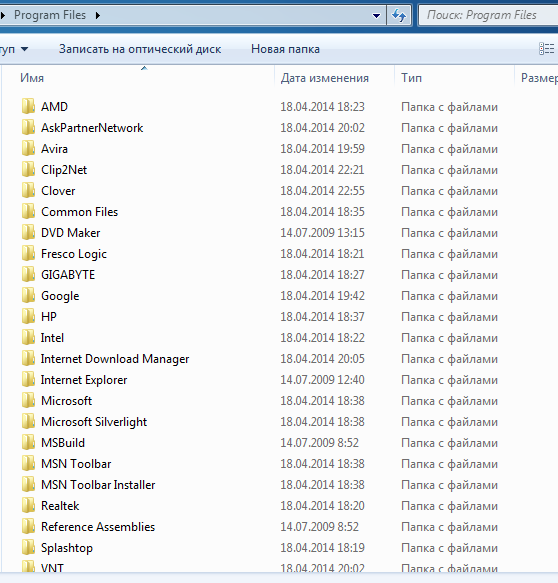 Program Files Поиск: Program Files
туп Записать на оптический диск Новая папка
Имя Дата изменения Тип Размер
AMD 18.04.2014 18:23 Папка с файлами
AskPartnerNetwork 18.04.2014 20:02 Папка с файлами
Avira 18.04.2014 19:59 Папка с файлами
Clip2Net 18.04.2014 22:21 Папка с файлами
Clover 18.04.2014 22:55 Папка с файлами
Common Files 18.04.2014 18:35 Папка с файлами
DVD Maker 14.07.2009 13:15 Папка с файлами
Fresco Logic 18.04.2014 18:21 Папка с файлами
GIGABYTE 18.04.2014 18:27 Папка с файлами
Google 18.04.2014 19:42 Папка с файлами
HP 18.04.2014 18:37 Папка с файлами
Intel 18.04.2014 18:22 Папка с файлами
Internet Download Manager 18.04.2014 20:05 Папка с файлами
Internet Explorer 14.07.2009 12:40 Папка с файлами
Microsoft 18.04.2014 18:38 Папка с файлами
Microsoft Silverlight 18.04.2014 18:38 Папка с файлами
MSBuild 14.07.2009 8:52 Папка с файлами
MSN Toolbar 18.04.2014 18:38 Папка с файлами
MSN Toolbar Installer 18.04.2014 18:38 Папка с файлами
Realtek 18.04.2014 18:20 Папка с файлами
Reference Assemblies 14.07.2009 8:52 Папка с файлами
Splashtop 18.04.2014 18:19 Папка с файлами
VNT 18.04.2014 20:02 Папка с файлами